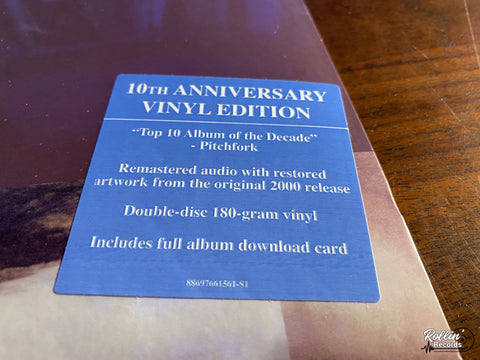 10TH ANNIVERSARY
VINYL EDITION
“Top 10 Album of the Decade”
- Pitchfork
Remastered audio with restored
artwork from the original 2000 release
Double-disc 180-gram vinyl
Includes full album download card
88697661561-S1
Rollin'
Records